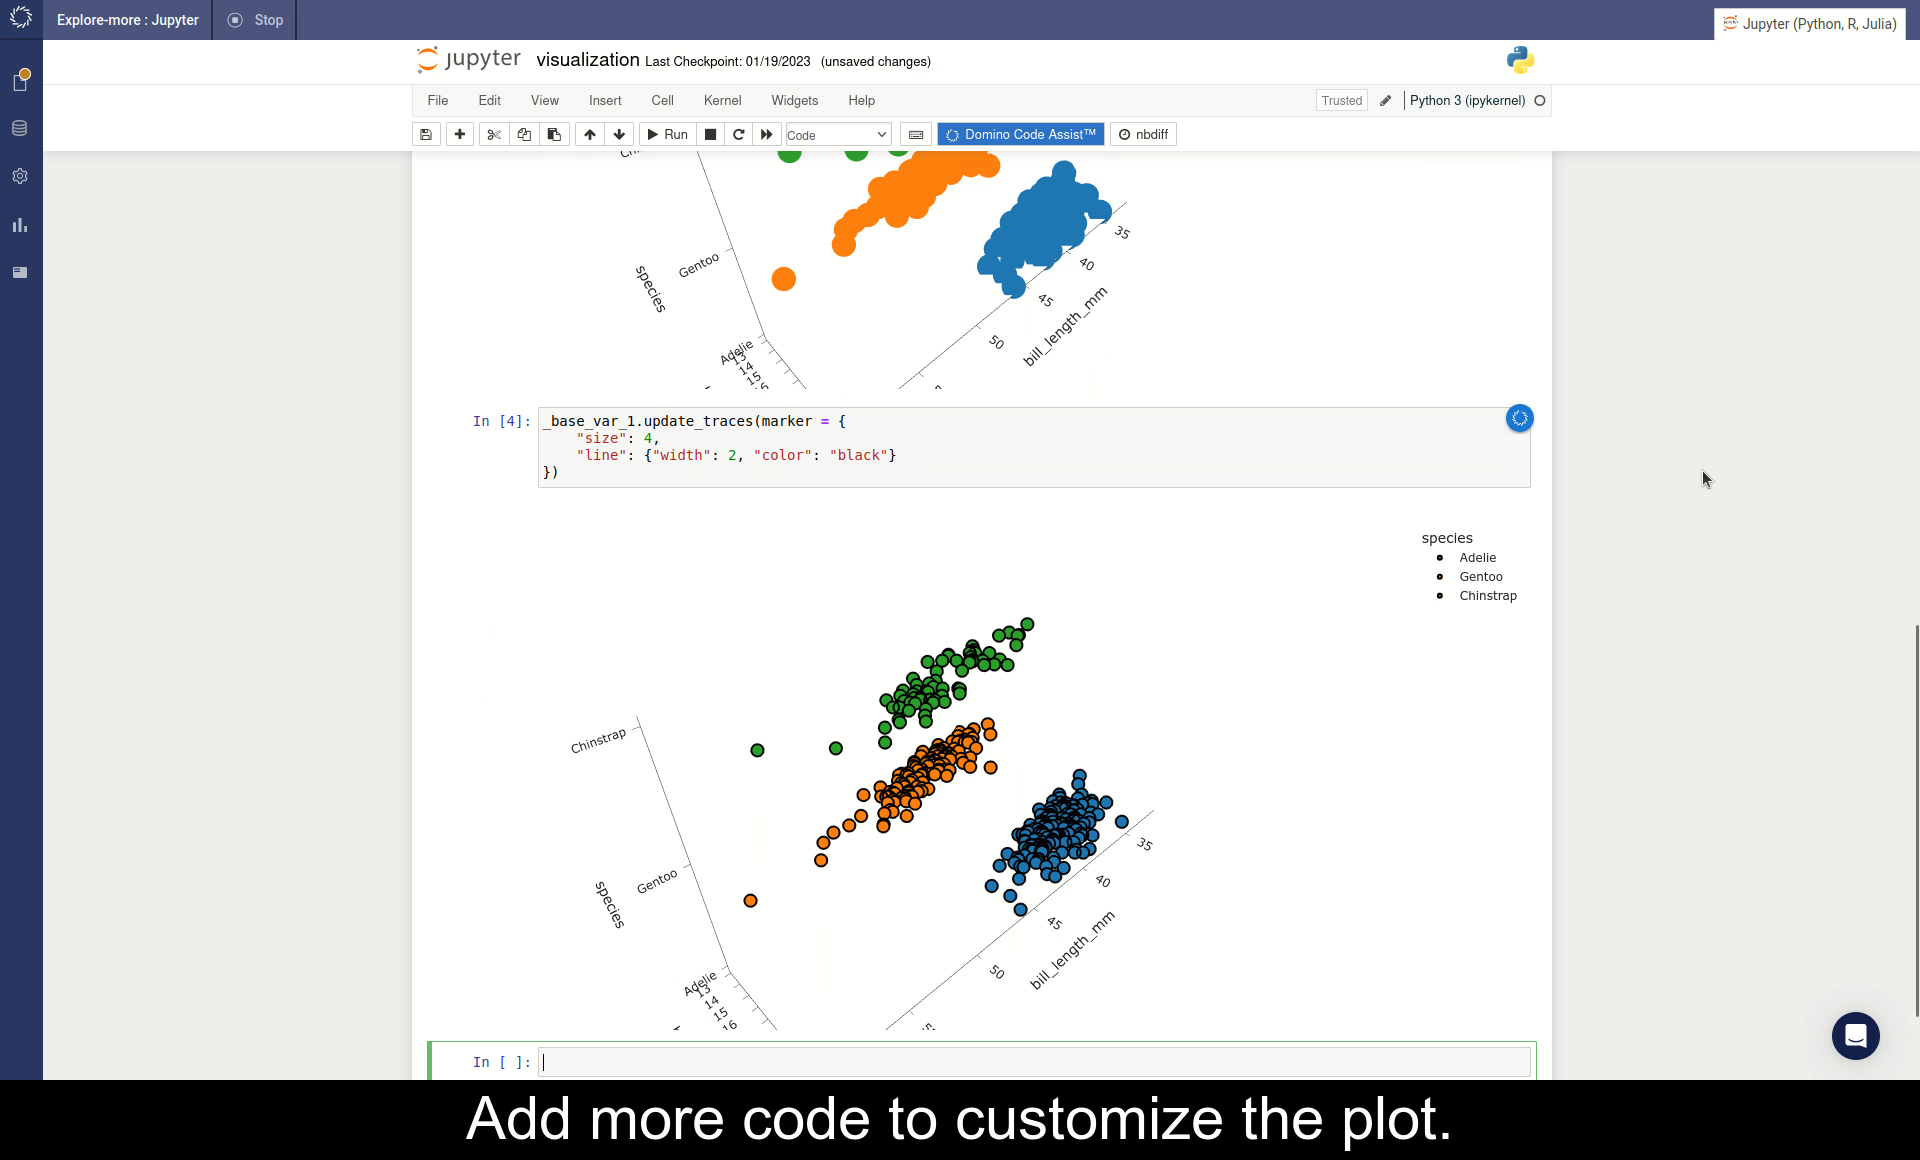 Explore-more : Jupyter
Stop
Jupyter (Python, R, Julia)
jupyter visualization Last Checkpoint: 01/19/2023 (unsaved changes)
File Edit View Insert Cell Kernel Widgets Help
Trusted
Python 3 (ipykernel)
Run
Code
Domino Code Assist™
nbdiff
Gentoo
species
Adelie
13
14
15
35
40
45
50
bill_length_mm
In [4]:
_base_var_1.update_traces(marker = {
"size": 4,
"line": {"width": 2, "color": "black"}
})
species
Adelie
Gentoo
Chinstrap
Chinstrap
Gentoo
species
Adelie
13
14
15
16
35
40
45
50
bill_length_mm
In [ ]:
Add more code to customize the plot.